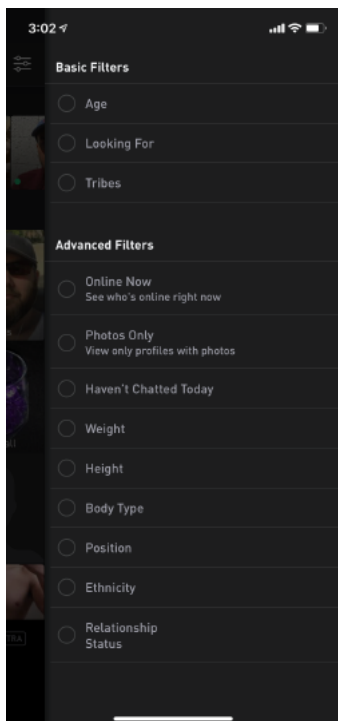 3:02
Basic Filters
Age
Looking For
Tribes
Advanced Filters
Online Now
See who's online right now
Photos Only
View only profiles with photos
Haven't Chatted Today
Weight
Height
Body Type
Position
Ethnicity
Relationship
Status